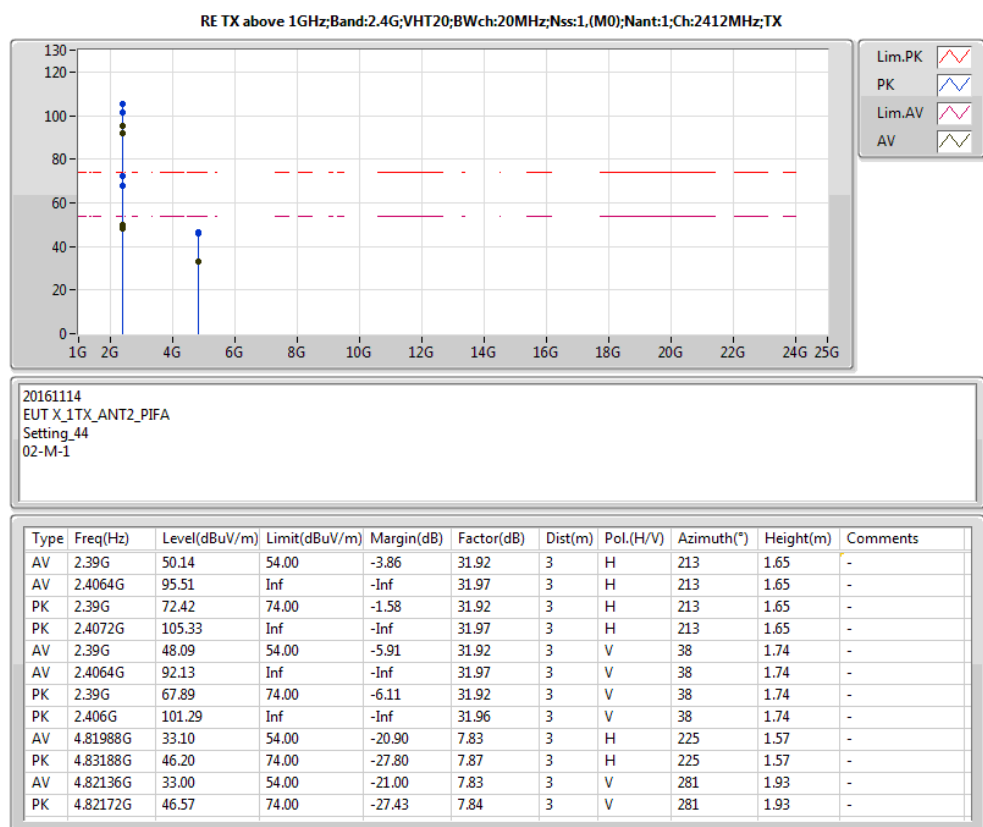 RE TX above 1GHz;Band:2.4G;VHT20;BWch:20MHz;Nss:1,(M0);Nant:1;Ch:2412MHz;TX
130
120
100
80
60
40
20
0
1G 2G 4G 6G 8G 10G 12G 14G 16G 18G 20G 22G 24G 25G
Lim.PK
PK
Lim.AV
AV
20161114
EUT X_1TX_ANT2_PIFA
Setting_44
02-M-1
Type Freq(Hz) Level(dBuV/m) Limit(dBuV/m) Margin(dB) Factor(dB) Dist(m) Pol.(H/V) Azimuth(°) Height(m) Comments
AV 2.39G 50.14 54.00 -3.86 31.92 3 H 213 1.65 -
AV 2.4064G 95.51 Inf -Inf 31.97 3 H 213 1.65 -
PK 2.39G 72.42 74.00 -1.58 31.92 3 H 213 1.65 -
PK 2.4072G 105.33 Inf -Inf 31.97 3 H 213 1.65 -
AV 2.39G 48.09 54.00 -5.91 31.92 3 V 38 1.74 -
AV 2.4064G 92.13 Inf -Inf 31.97 3 V 38 1.74 -
PK 2.39G 67.89 74.00 -6.11 31.92 3 V 38 1.74 -
PK 2.406G 101.29 Inf -Inf 31.96 3 V 38 1.74 -
AV 4.81988G 33.10 54.00 -20.90 7.83 3 H 225 1.57 -
PK 4.83188G 46.20 74.00 -27.80 7.87 3 H 225 1.57 -
AV 4.82136G 33.00 54.00 -21.00 7.83 3 V 281 1.93 -
PK 4.82172G 46.57 74.00 -27.43 7.84 3 V 281 1.93 -